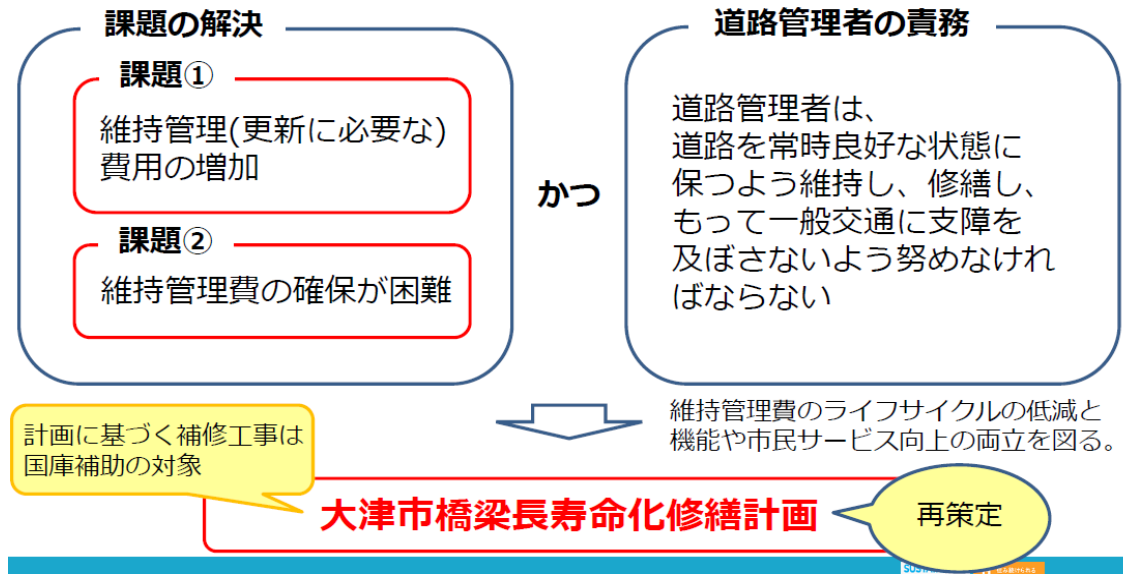 課題の解決
課題①
維持管理(更新に必要な)
費用の増加
課題②
維持管理費の確保が困難
かつ
道路管理者の責務
道路管理者は、
道路を常時良好な状態に
保つよう維持し、修繕し、
もって一般交通に支障を
及ぼさないよう努めなけれ
ばならない
維持管理費のライフサイクルの低減と
機能や市民サービス向上の両立を図る。
計画に基づく補修工事は
国庫補助の対象
大津市橋梁長寿命化修繕計画
再策定